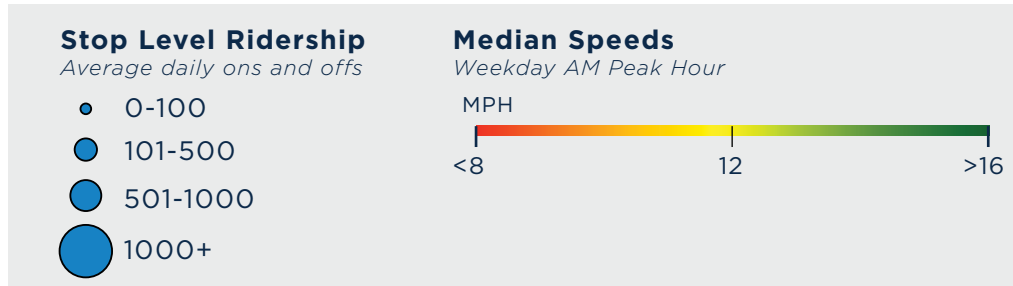 Stop Level Ridership
Average daily ons and offs
0-100
101-500
501-1000
1000+
Median Speeds
Weekday AM Peak Hour
MPH
<8 12 >16